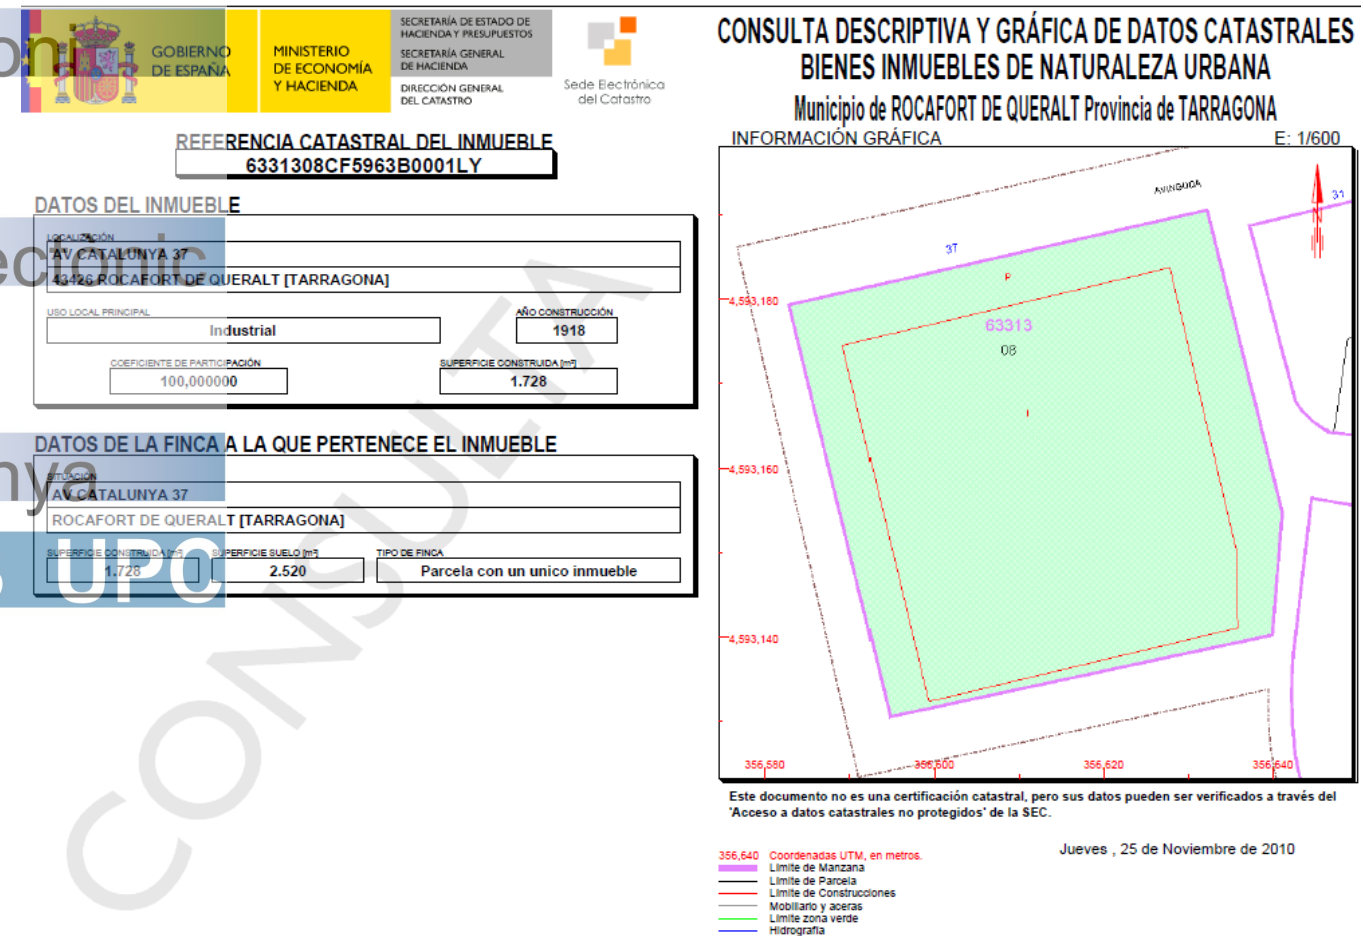 oni
GOBIERNO
DE ESPAÑA
MINISTERIO
DE ECONOMÍA
Y HACIENDA
SECRETARÍA DE ESTADO DE
HACIENDA Y PRESUPUESTOS
SECRETARÍA GENERAL
DE HACIENDA
DIRECCIÓN GENERAL
DEL CATASTRO
Sede Electrónica
del Catastro
REFERENCIA CATASTRAL DEL INMUEBLE
6331308CF5963B0001LY
DATOS DEL INMUEBLE
LOCALIZACIÓN
AV CATALUNYA 37
ectonic
43426 ROCAFORT DE QUERALT [TARRAGONA]
USO LOCAL PRINCIPAL
Industrial
AÑO CONSTRUCCIÓN
1918
COEFICIENTE DE PARTICIPACIÓN
100,000000
SUPERFICIE CONSTRUIDA [m²]
1.728
DATOS DE LA FINCA A LA QUE PERTENECE EL INMUEBLE
SITUACIÓN
nya
AV CATALUNYA 37
ROCAFORT DE QUERALT [TARRAGONA]
SUPERFICIE CONSTRUIDA [m²]
1.728
SUPERFICIE SUELO [m²]
2.520
TIPO DE FINCA
Parcela con un unico inmueble
UPC
CONSULTA
CONSULTA DESCRIPTIVA Y GRÁFICA DE DATOS CATASTRALES
BIENES INMUEBLES DE NATURALEZA URBANA
Municipio de ROCAFORT DE QUERALT Provincia de TARRAGONA
INFORMACIÓN GRÁFICA
E: 1/600
AVINGUDA
31
37
N
P
4,593,180
63313
08
I
4,593,160
4,593,140
356,580
356,600
356,620
356,640
Este documento no es una certificación catastral, pero sus datos pueden ser verificados a través del
'Acceso a datos catastrales no protegidos' de la SEC.
Jueves , 25 de Noviembre de 2010
356,640 Coordenadas UTM, en metros.
Límite de Manzana
Límite de Parcela
Límite de Construcciones
Mobiliario y aceras
Límite zona verde
Hidrografía